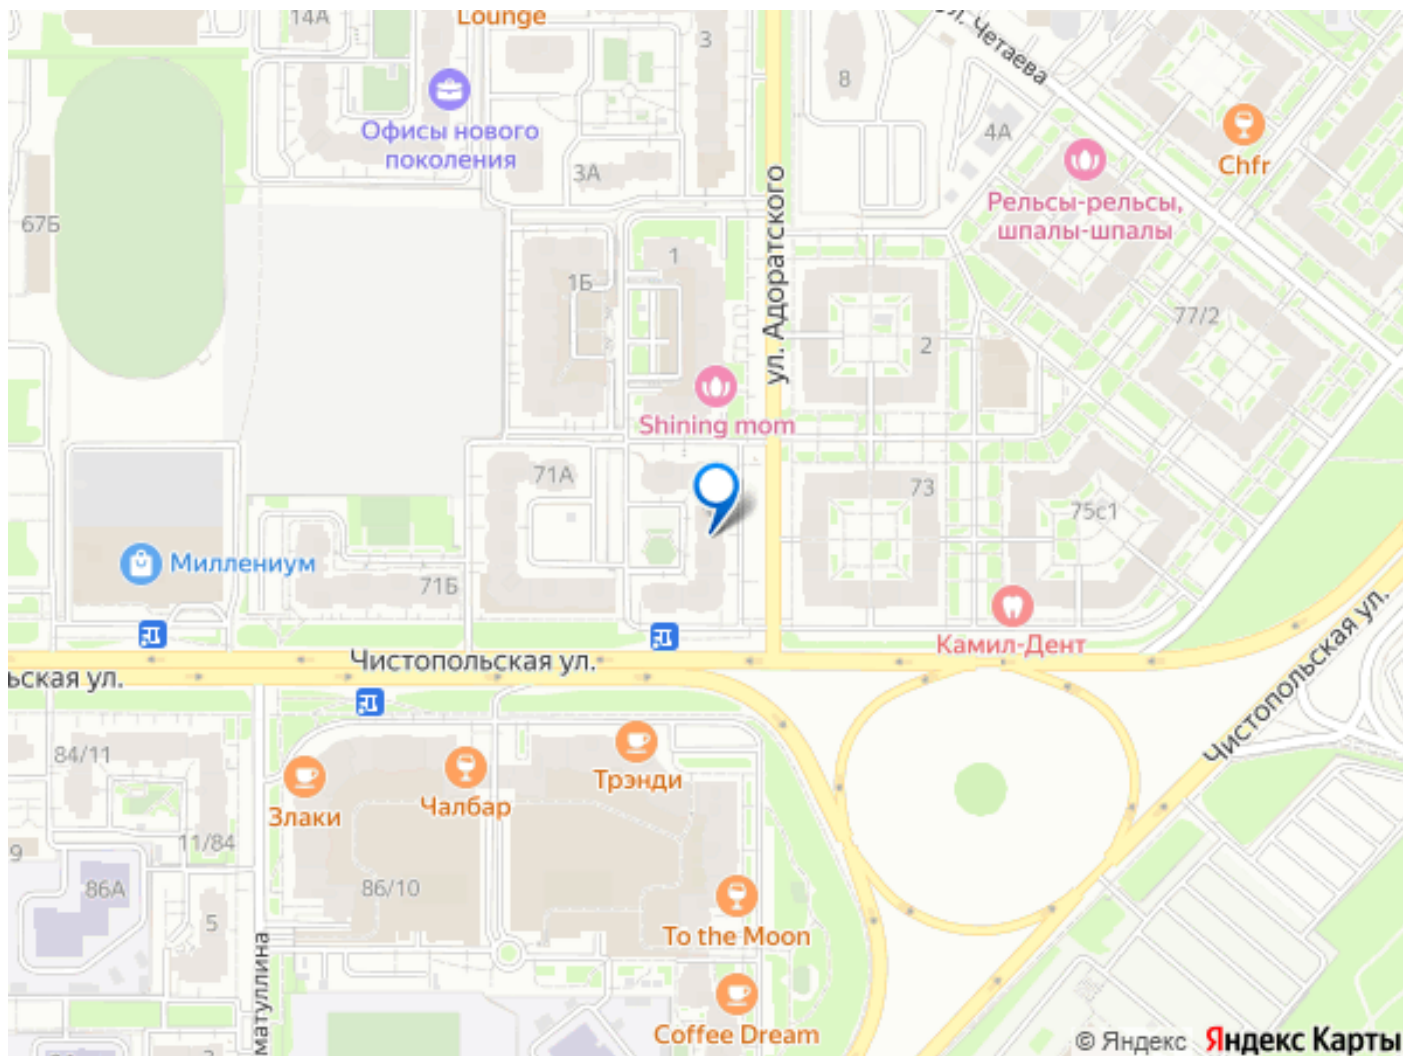 14А
Lounge
3
ул. Четаева
8
Офисы нового
поколения
4А
Chfr
3А
Рельсы-рельсы,
шпалы-шпалы
67Б
ул. Адоратского
1
1Б
77/2
2
Shining mom
71А
73
75с1
Миллениум
71Б
Камил-Дент
Чистопольская ул.
ьская ул.
Чистопольская ул.
84/11
Трэнди
Чалбар
Злаки
11/84
9
86А
86/10
5
To the Moon
матуллина
Coffee Dream
© Яндекс Яндекс Карты